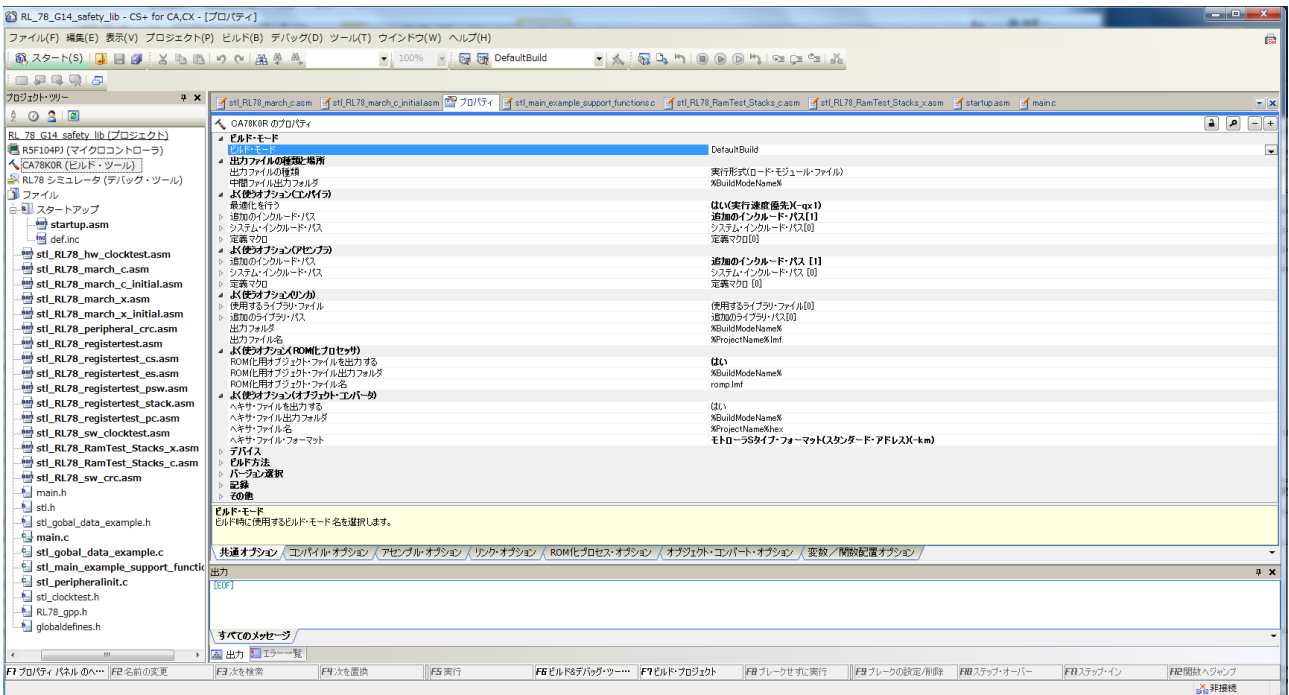 RL_78_G14_safety_lib - CS+ for CA,CX - [プロパティ]
ファイル(F) 編集(E) 表示(V) プロジェクト(P) ビルド(B) デバッグ(D) ツール(T) ウインドウ(W) ヘルプ(H)
スタート(S) 100% DefaultBuild
プロジェクト・ツリー
RL_78_G14_safety_lib (プロジェクト)
R5F104PJ (マイクロコントローラ)
CA78K0R (ビルド・ツール)
RL78 シミュレータ (デバッグ・ツール)
ファイル
スタートアップ
startup.asm
def.inc
stl_RL78_hw_clocktest.asm
stl_RL78_march_c.asm
stl_RL78_march_c_initial.asm
stl_RL78_march_x.asm
stl_RL78_march_x_initial.asm
stl_RL78_peripheral_crc.asm
stl_RL78_registertest.asm
stl_RL78_registertest_cs.asm
stl_RL78_registertest_es.asm
stl_RL78_registertest_psw.asm
stl_RL78_registertest_stack.asm
stl_RL78_registertest_pc.asm
stl_RL78_sw_clocktest.asm
stl_RL78_RamTest_Stacks_x.asm
stl_RL78_RamTest_Stacks_c.asm
stl_RL78_sw_crc.asm
main.h
stl.h
stl_gobal_data_example.h
main.c
stl_gobal_data_example.c
stl_main_example_support_functio
stl_peripheralinit.c
stl_clocktest.h
RL78_gpp.h
globaldefines.h
stl_RL78_march_c.asm stl_RL78_march_c_initial.asm プロパティ stl_main_example_support_functions.c stl_RL78_RamTest_Stacks_c.asm stl_RL78_RamTest_Stacks_x.asm startup.asm main.c
CA78K0R のプロパティ
ビルド・モード
ビルド・モード DefaultBuild
出力ファイルの種類と場所
出力ファイルの種類 実行形式(ロード・モジュール・ファイル)
中間ファイル出力フォルダ %BuildModeName%
よく使うオプション(コンパイラ)
最適化を行う はい(実行速度優先)(-qx1)
追加のインクルード・パス 追加のインクルード・パス[1]
システム・インクルード・パス システム・インクルード・パス[0]
定義マクロ 定義マクロ[0]
よく使うオプション(アセンブラ)
追加のインクルード・パス 追加のインクルード・パス [1]
システム・インクルード・パス システム・インクルード・パス [0]
定義マクロ 定義マクロ [0]
よく使うオプション(リンカ)
使用するライブラリ・ファイル 使用するライブラリ・ファイル[0]
追加のライブラリ・パス 追加のライブラリ・パス[0]
出力フォルダ %BuildModeName%
出力ファイル名 %ProjectName%.lmf
よく使うオプション(ROM化プロセッサ)
ROM化用オブジェクト・ファイルを出力する はい
ROM化用オブジェクト・ファイル出力フォルダ %BuildModeName%
ROM化用オブジェクト・ファイル名 romp.lmf
よく使うオプション(オブジェクト・コンバータ)
ヘキサ・ファイルを出力する はい
ヘキサ・ファイル出力フォルダ %BuildModeName%
ヘキサ・ファイル名 %ProjectName%.hex
ヘキサ・ファイル・フォーマット モトローラSタイプ・フォーマット(スタンダード・アドレス)(-km)
デバイス
ビルド方法
バージョン選択
記録
その他
ビルド・モード
ビルド時に使用するビルド・モード名を選択します。
共通オプション コンパイル・オプション アセンブル・オプション リンク・オプション ROM化プロセス・オプション オブジェクト・コンバート・オプション 変数／関数配置オプション
出力
[EOF]
すべてのメッセージ
出力 エラー一覧
F1 プロパティ パネル のヘ… F2 名前の変更 F3 次を検索 F4 次を置換 F5 実行 F6 ビルド&デバッグ・ツー… F7 ビルド・プロジェクト F8 ブレークせずに実行 F9 ブレークの設定/削除 F10 ステップ・オーバー F11 ステップ・イン F12 関数へジャンプ
非接続